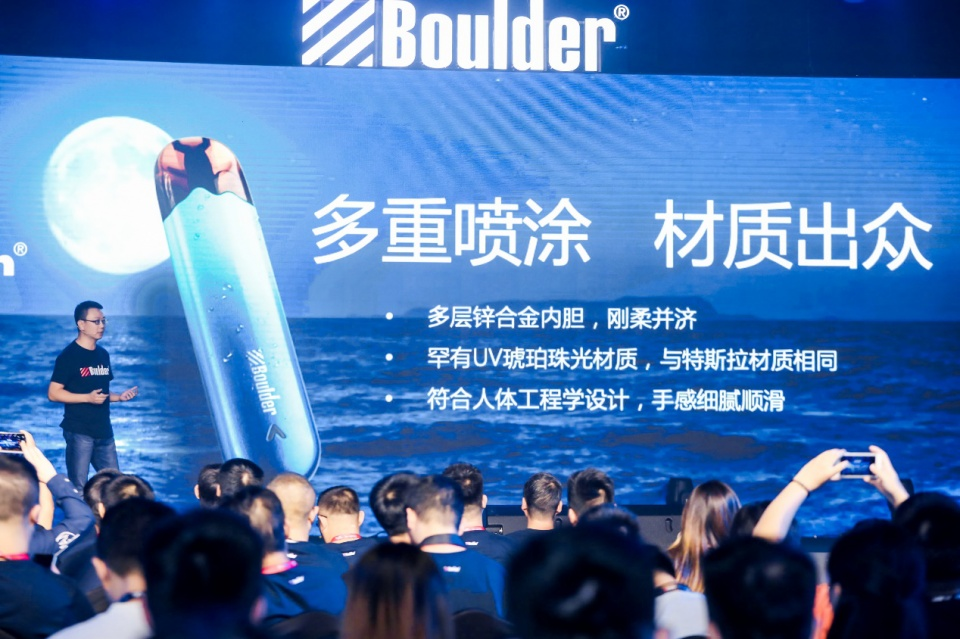 Boulder®
n®
多重喷涂 材质出众
• 多层锌合金内胆，刚柔并济
• 罕有UV琥珀珠光材质，与特斯拉材质相同
• 符合人体工程学设计，手感细腻顺滑
Boulder
Boulder